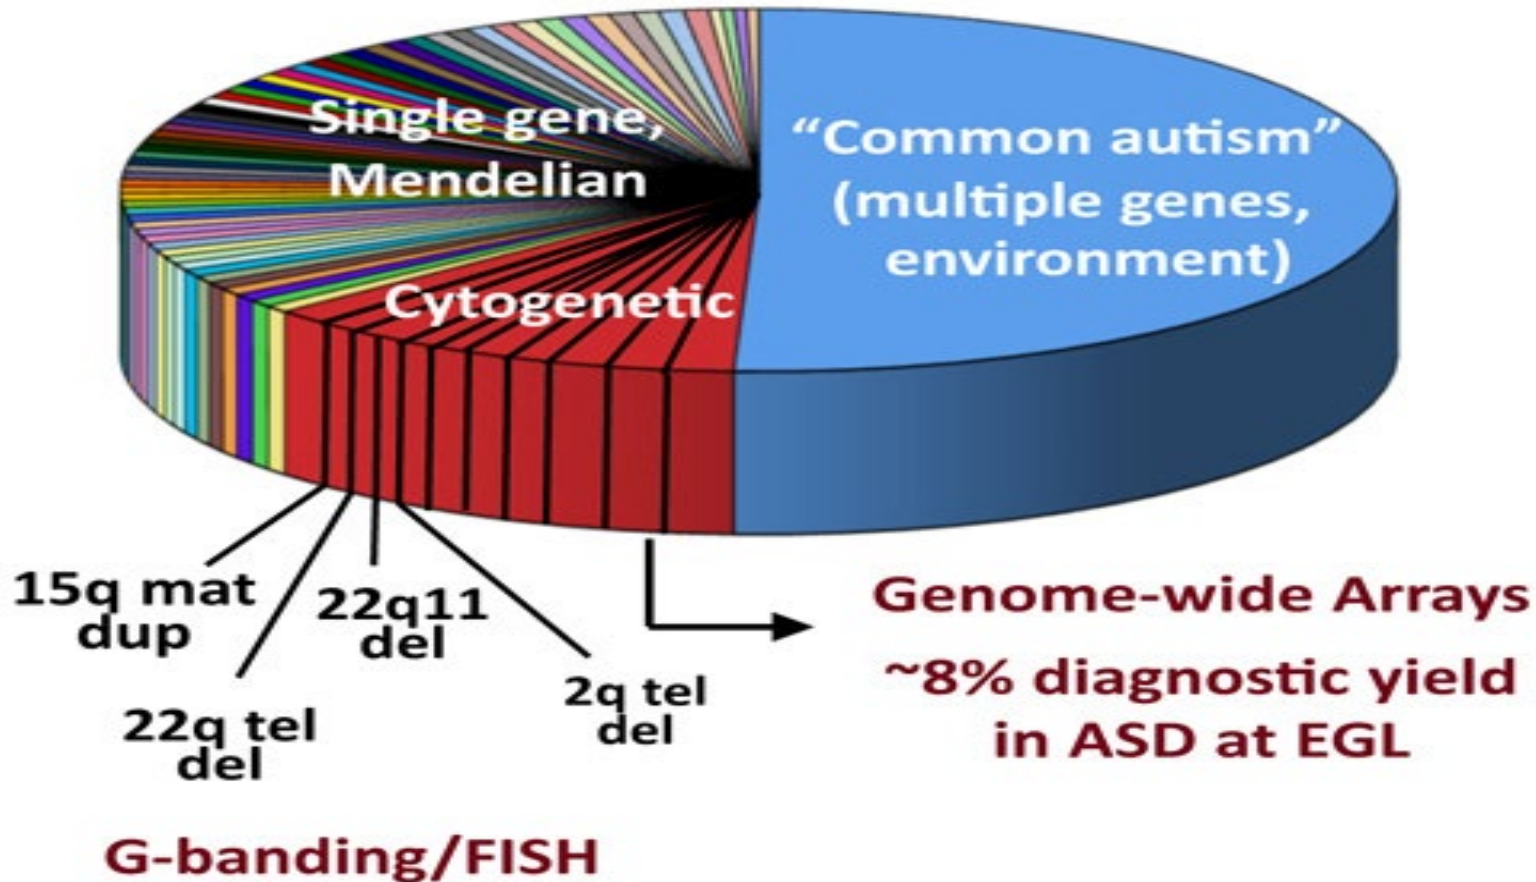 Single gene,
Mendelian
“Common autism”
(multiple genes,
environment)
Cytogenetic
15q mat
dup
22q11
del
22q tel
del
2q tel
del
Genome-wide Arrays
~8% diagnostic yield
in ASD at EGL
G-banding/FISH